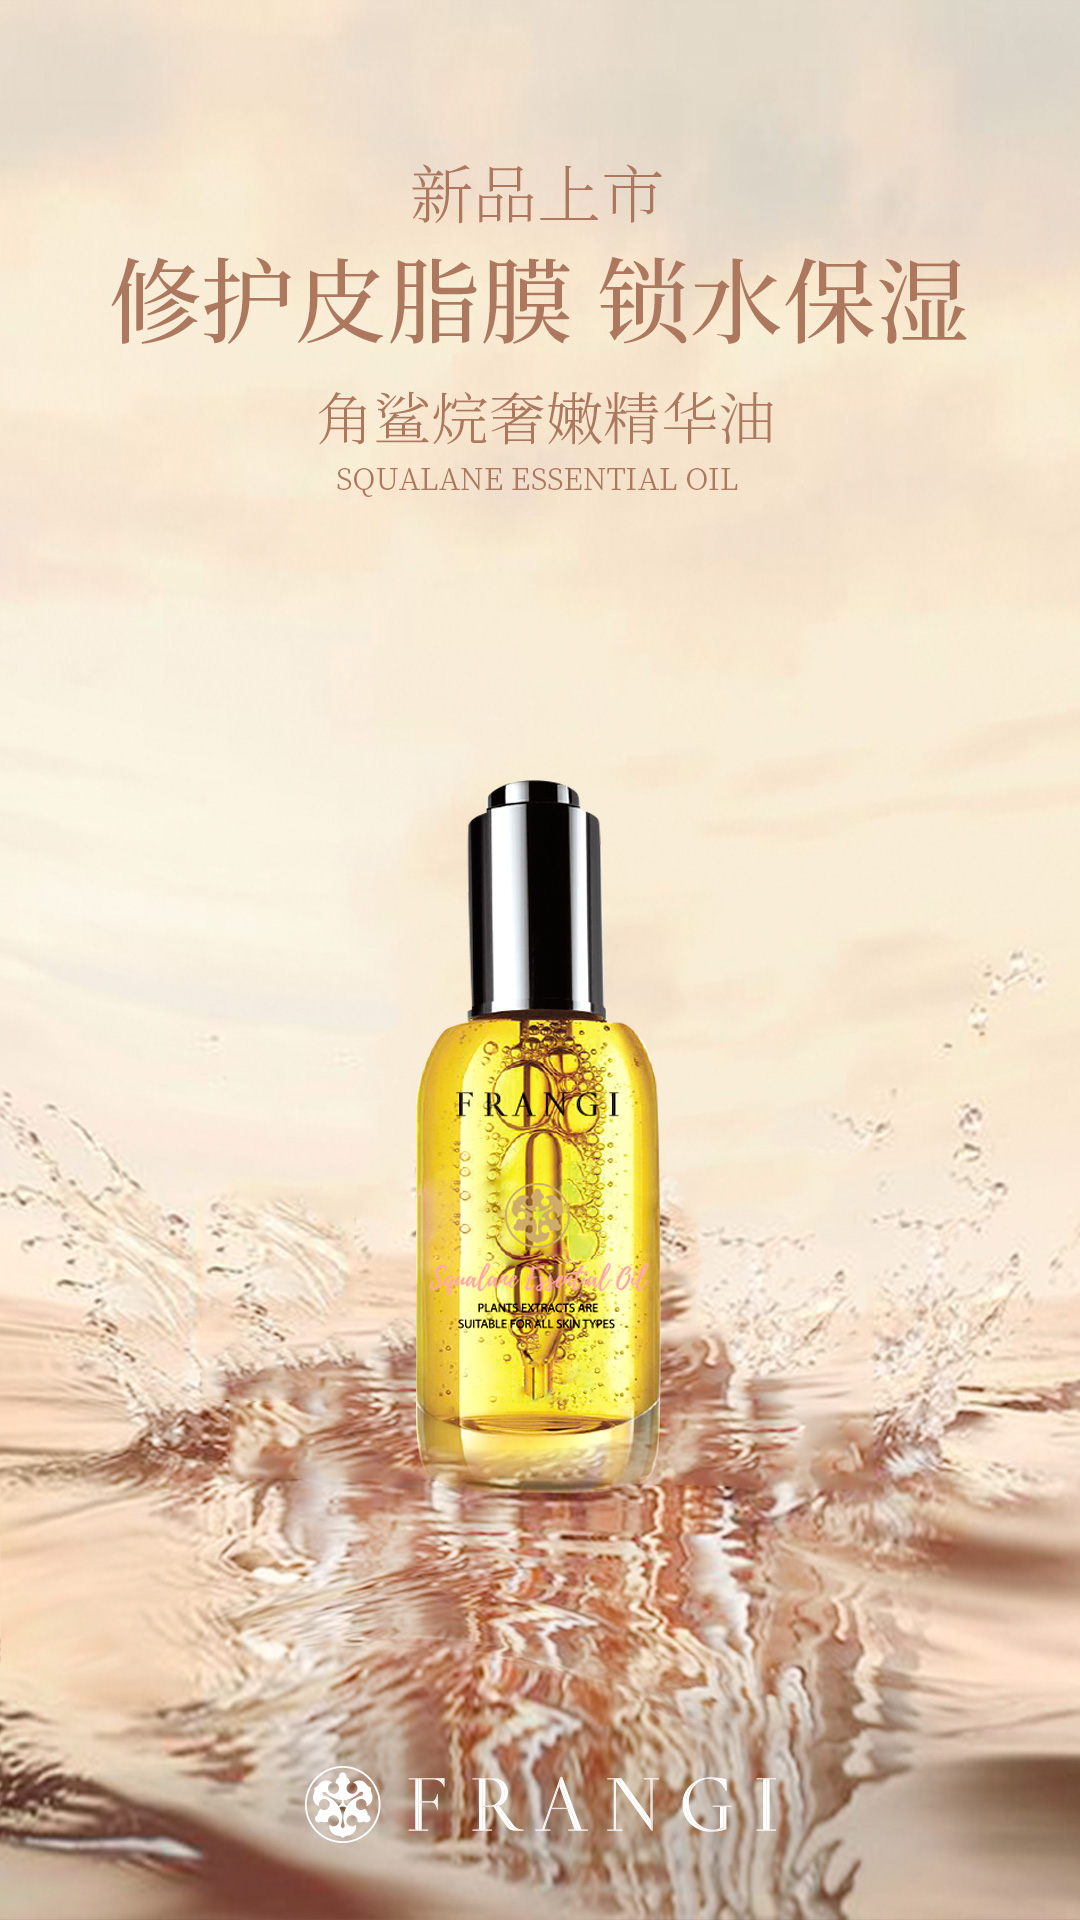 新品上市
修护皮脂膜 锁水保湿
角鲨烷奢嫩精华油
SQUALANE ESSENTIAL OIL
FRANGI
Squalane Essential Oil
PLANTS EXTRACTS ARE
SUITABLE FOR ALL SKIN TYPES
FRANGI